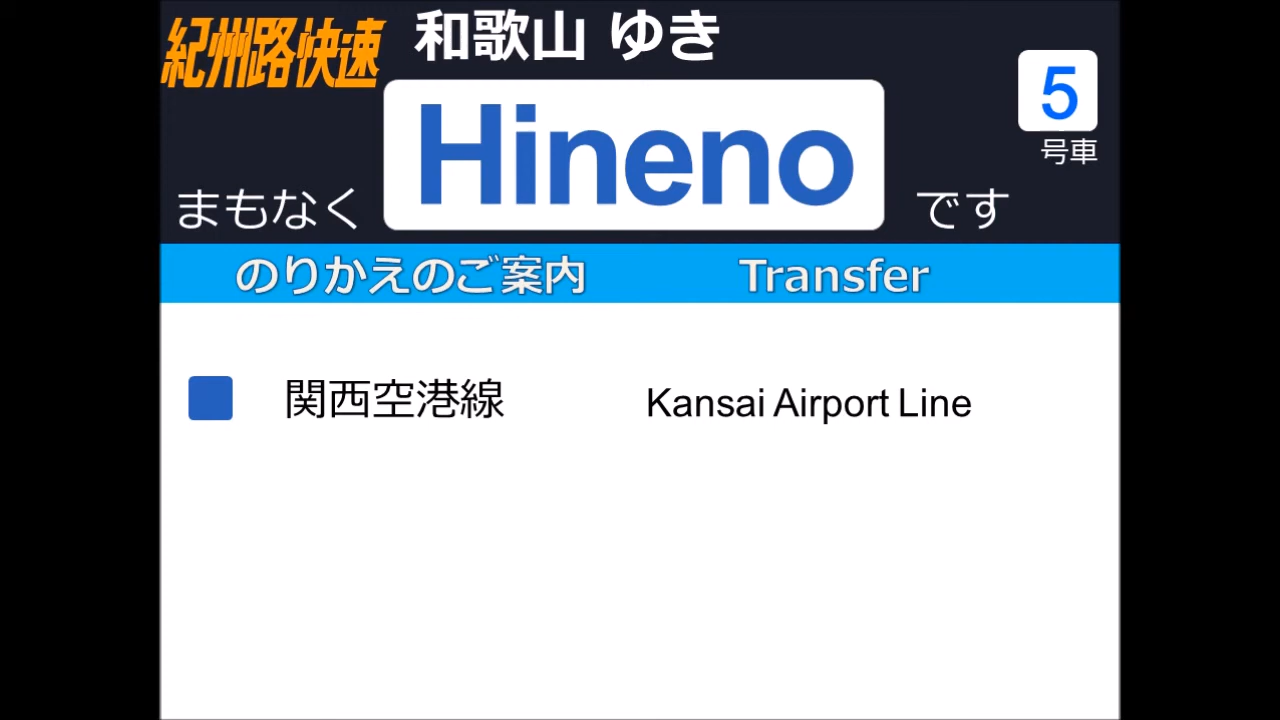 紀州路快速
和歌山 ゆき
5
号車
まもなく
Hineno
です
のりかえのご案内 Transfer
関西空港線 Kansai Airport Line